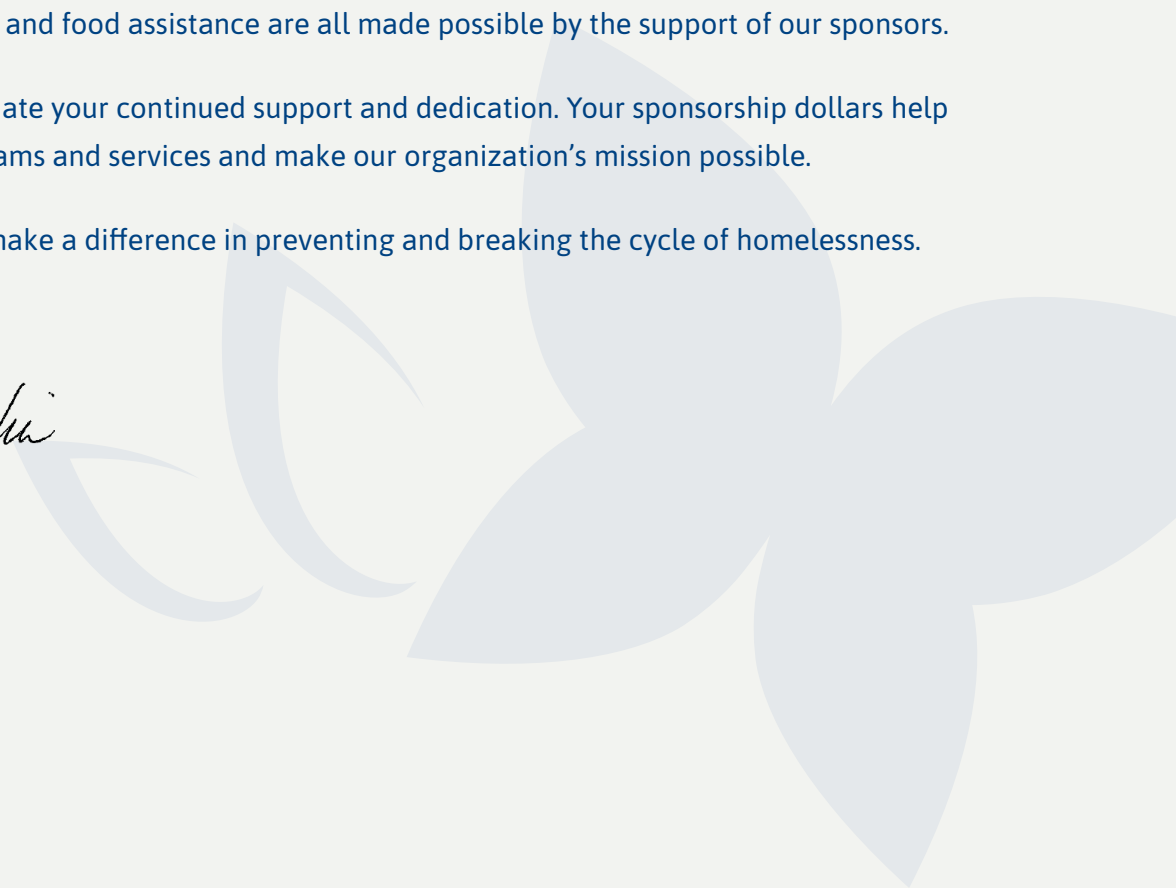 and food assistance are all made possible by the support of our sponsors.
ate your continued support and dedication. Your sponsorship dollars help
ams and services and make our organization’s mission possible.
make a difference in preventing and breaking the cycle of homelessness.